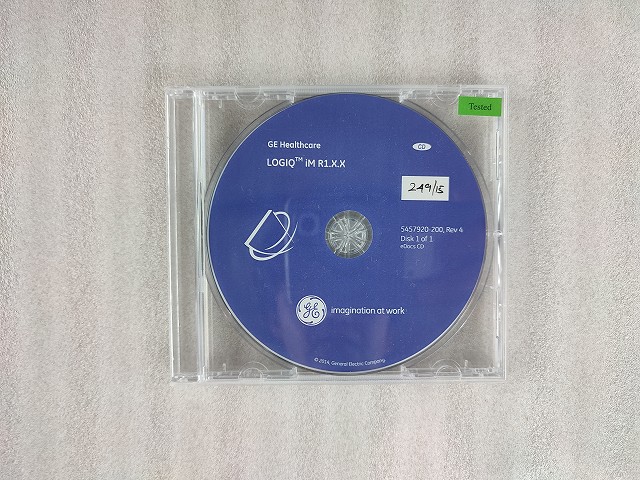 Tested
GE Healthcare
CD
LOGIQ™ iM R1.X.X
249/15
5457920-200, Rev 4
Disk 1 of 1
eDocs CD
GE
imagination at work
© 2014, General Electric Company